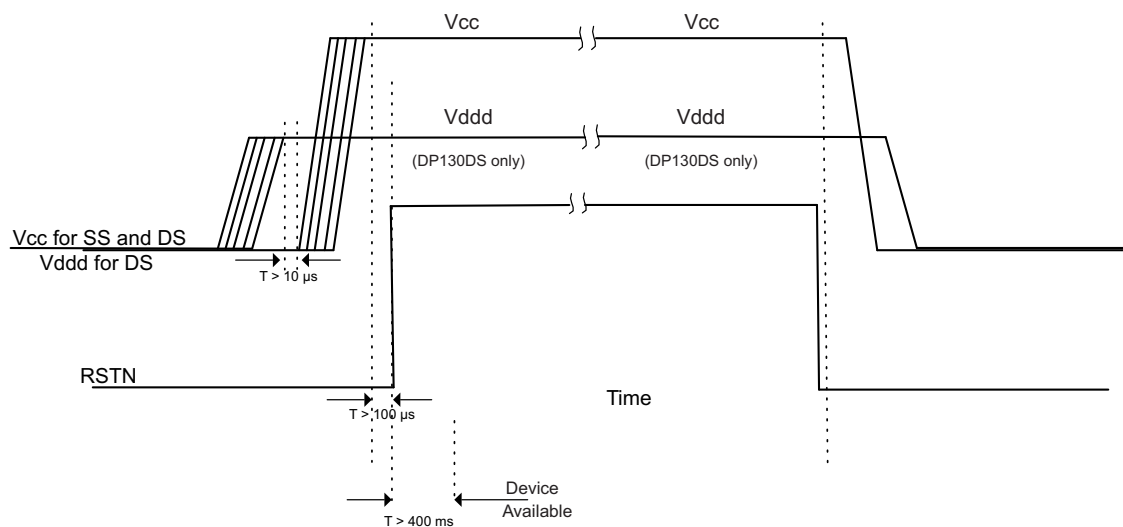 Vcc
Vcc
Vddd
Vddd
(DP130DS only)
(DP130DS only)
Vcc for SS and DS
Vddd for DS
T > 10 µs
RSTN
Time
T > 100 µs
Device
Available
T > 400 ms